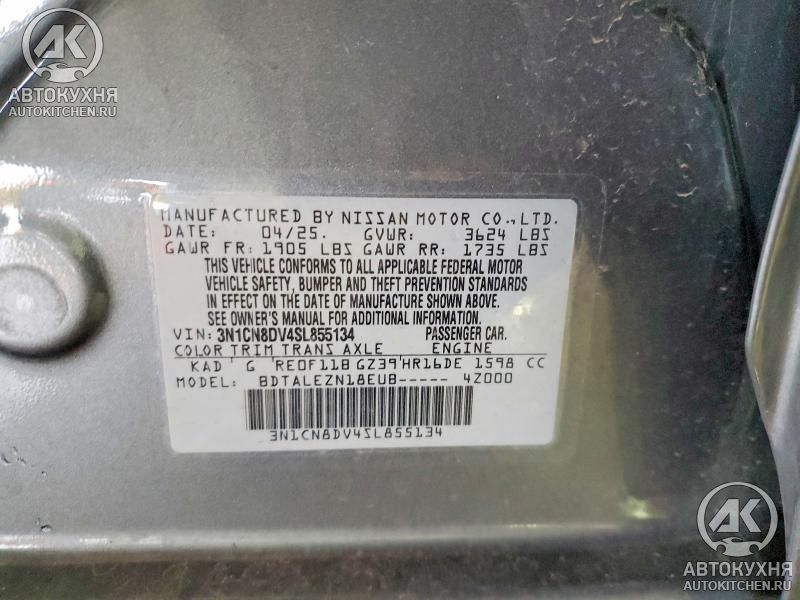 AK
АВТОКУХНЯ
AUTOKITCHEN.RU
MANUFACTURED BY NISSAN MOTOR CO.,LTD.
DATE: 04/25. GVWR: 3624 LBS
GAWR FR: 1905 LBS GAWR RR: 1735 LBS
THIS VEHICLE CONFORMS TO ALL APPLICABLE FEDERAL MOTOR
VEHICLE SAFETY, BUMPER AND THEFT PREVENTION STANDARDS
IN EFFECT ON THE DATE OF MANUFACTURE SHOWN ABOVE.
SEE OWNER'S MANUAL FOR ADDITIONAL INFORMATION.
VIN: 3N1CN8DV4SL855134 PASSENGER CAR.
COLOR TRIM TRANS AXLE ENGINE
KAD G RE0F11B GZ39 HR16DE 1598 CC
MODEL: BDTALEZN18EUB----- 4Z000
3N1CN8DV4SL855134
AK
АВТОКУХНЯ
AUTOKITCHEN.RU